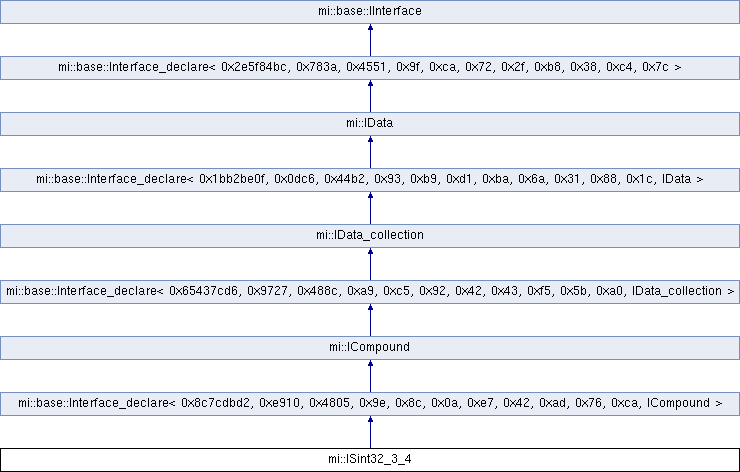 mi::base::IInterface
mi::base::Interface_declare< 0x2e5f84bc, 0x783a, 0x4551, 0x9f, 0xca, 0x72, 0x2f, 0xb8, 0x38, 0xc4, 0x7c >
mi::IData
mi::base::Interface_declare< 0x1bb2be0f, 0x0dc6, 0x44b2, 0x93, 0xb9, 0xd1, 0xba, 0x6a, 0x31, 0x88, 0x1c, IData >
mi::IData_collection
mi::base::Interface_declare< 0x65437cd6, 0x9727, 0x488c, 0xa9, 0xc5, 0x92, 0x42, 0x43, 0xf5, 0x5b, 0xa0, IData_collection >
mi::ICompound
mi::base::Interface_declare< 0x8c7cdbd2, 0xe910, 0x4805, 0x9e, 0x8c, 0x0a, 0xe7, 0x42, 0xad, 0x76, 0xca, ICompound >
mi::ISint32_3_4